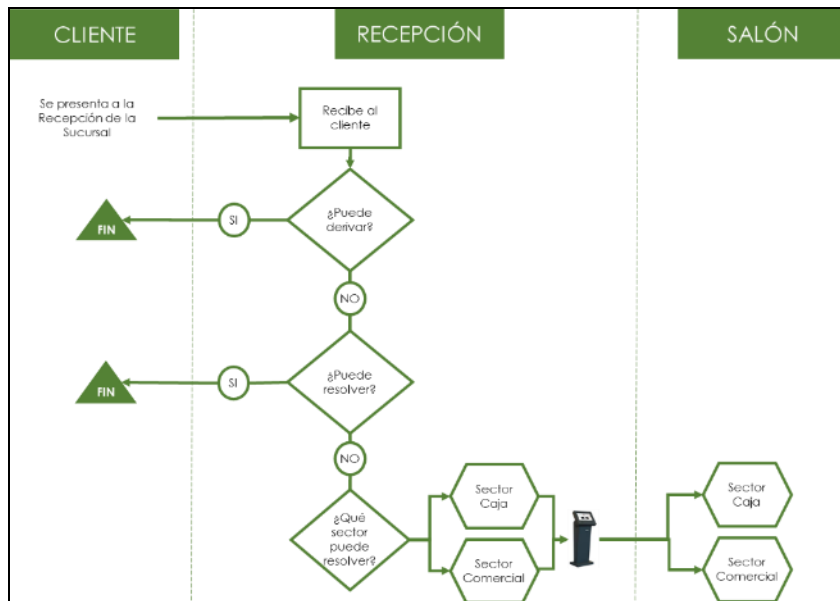 CLIENTE
RECEPCIÓN
SALÓN
Se presenta a la
Recepción de la
Sucursal
Recibe al
cliente
¿Puede
derivar?
SI
FIN
NO
¿Puede
resolver?
SI
FIN
NO
¿Qué
sector
puede
resolver?
Sector
Caja
Sector
Comercial
Sector
Caja
Sector
Comercial